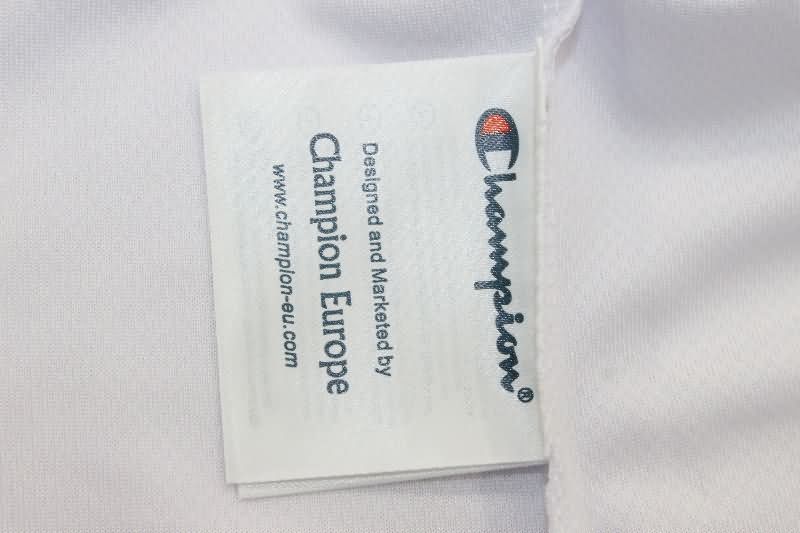 Champion®
Designed and Marketed by
Champion Europe
www.champion-eu.com